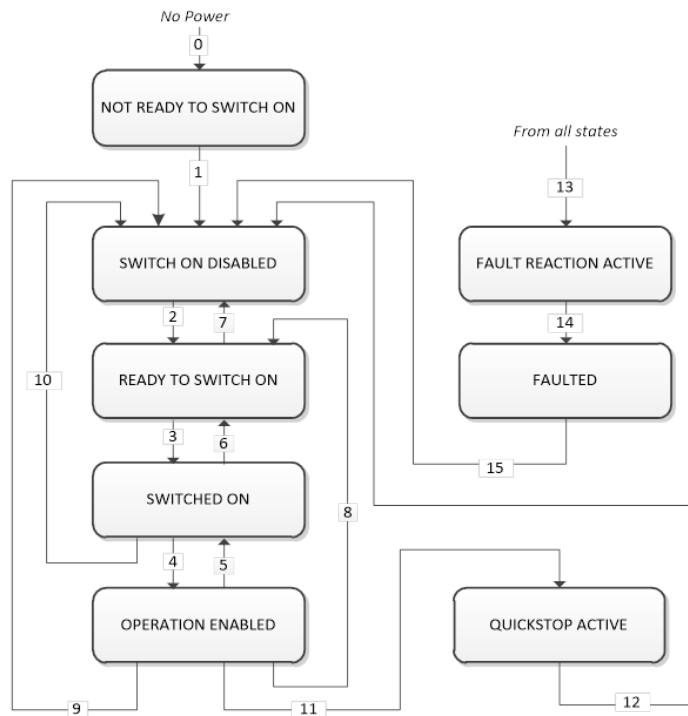 No Power
0
NOT READY TO SWITCH ON
From all states
1
13
SWITCH ON DISABLED
FAULT REACTION ACTIVE
2
7
14
10
READY TO SWITCH ON
FAULTED
3
6
15
SWITCHED ON
8
4
5
OPERATION ENABLED
QUICKSTOP ACTIVE
9
11
12